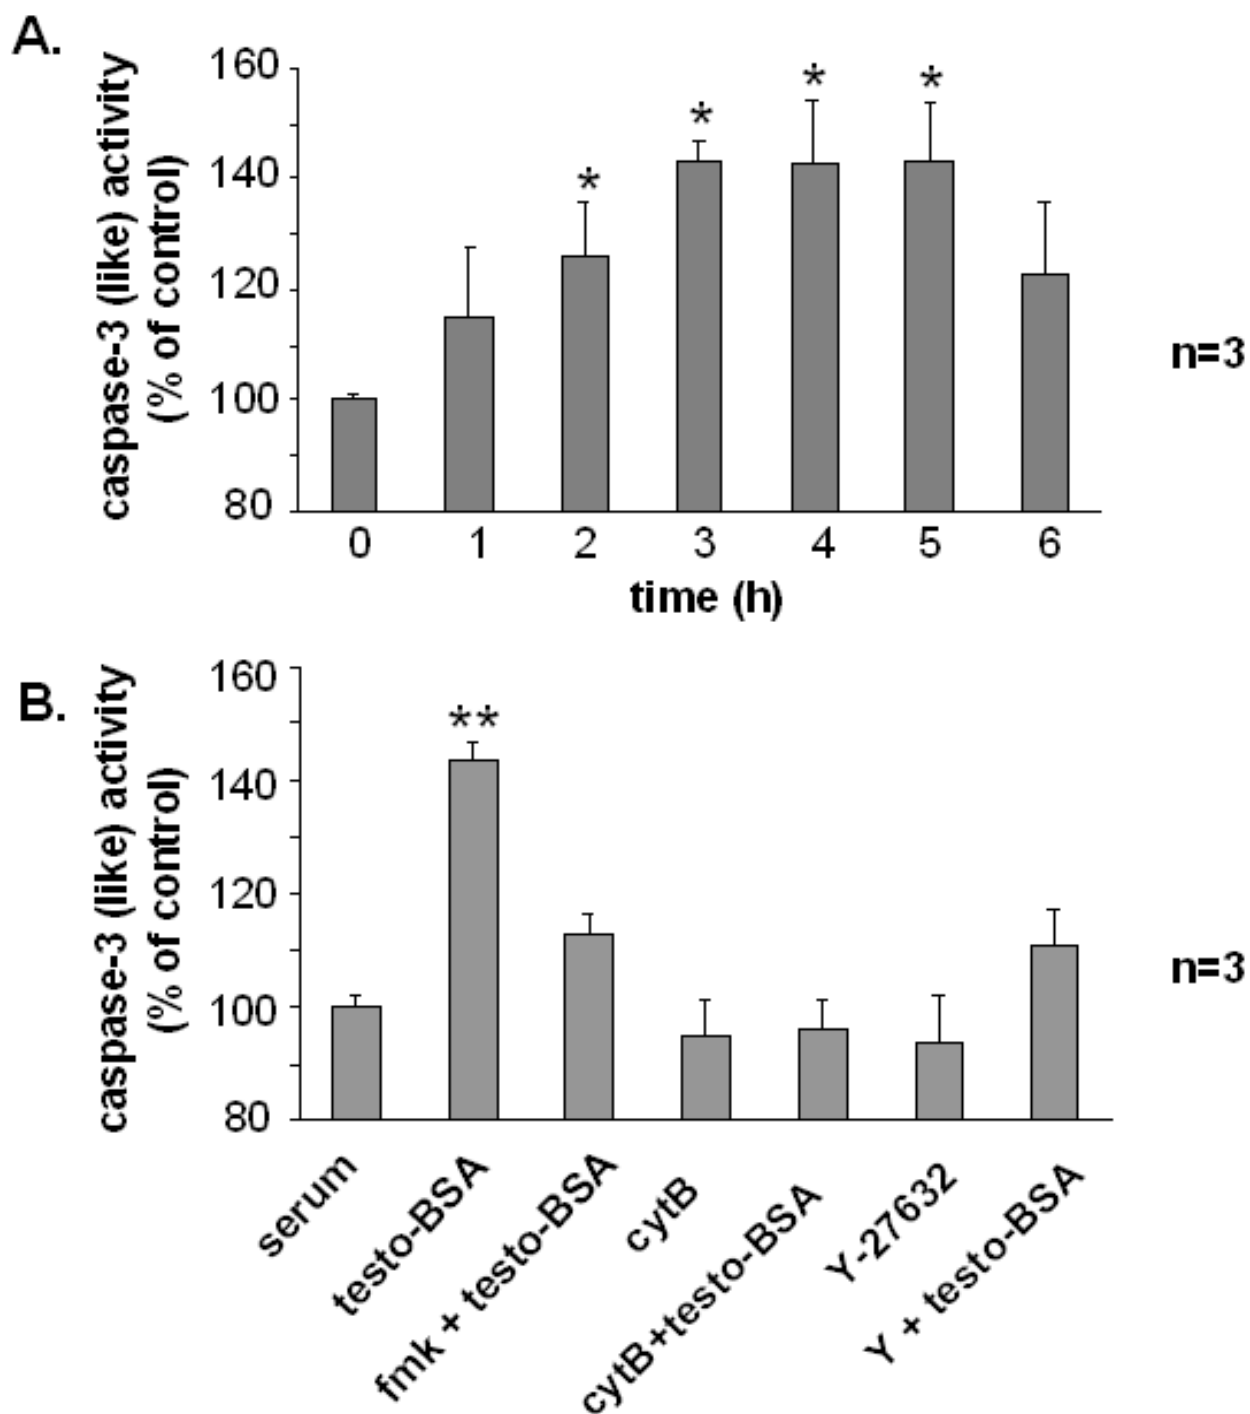 A.
caspase-3 (like) activity
(% of control)
160
140
120
100
80
*
*
*
*
0 1 2 3 4 5 6
time (h)
n=3
B.
caspase-3 (like) activity
(% of control)
160
140
120
100
80
**
serum
testo-BSA
fmk + testo-BSA
cytB
cytB+testo-BSA
Y-27632
Y + testo-BSA
n=3